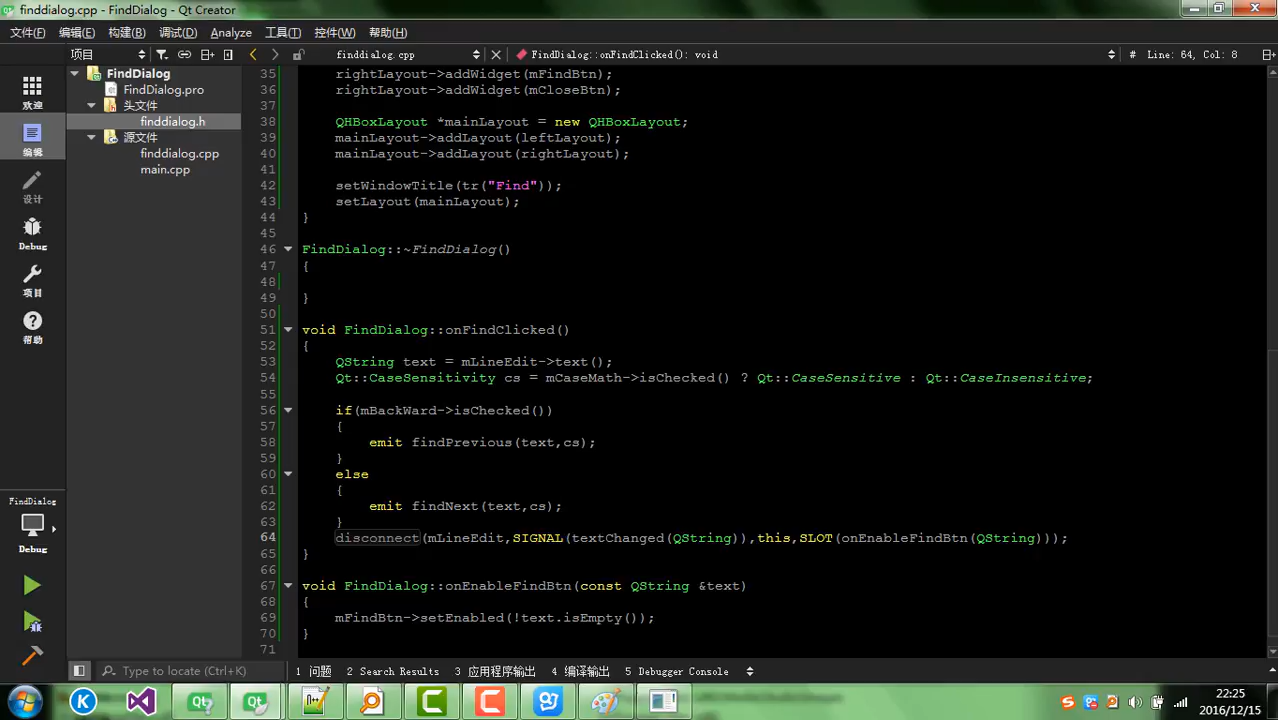 finddialog.cpp - FindDialog - Qt Creator
文件(F) 编辑(E) 构建(B) 调试(D) Analyze 工具(T) 控件(W) 帮助(H)
项目 finddialog.cpp FindDialog::onFindClicked(): void # Line: 64, Col: 8
FindDialog
FindDialog.pro
头文件
finddialog.h
源文件
finddialog.cpp
main.cpp
欢迎
编辑
设计
Debug
项目
帮助
FindDialog
Debug
35 rightLayout->addWidget(mFindBtn);
36 rightLayout->addWidget(mCloseBtn);
37
38 QHBoxLayout *mainLayout = new QHBoxLayout;
39 mainLayout->addLayout(leftLayout);
40 mainLayout->addLayout(rightLayout);
41
42 setWindowTitle(tr("Find"));
43 setLayout(mainLayout);
44 }
45
46 FindDialog::~FindDialog()
47 {
48
49 }
50
51 void FindDialog::onFindClicked()
52 {
53 QString text = mLineEdit->text();
54 Qt::CaseSensitivity cs = mCaseMath->isChecked() ? Qt::CaseSensitive : Qt::CaseInsensitive;
55
56 if(mBackWard->isChecked())
57 {
58 emit findPrevious(text,cs);
59 }
60 else
61 {
62 emit findNext(text,cs);
63 }
64 disconnect(mLineEdit,SIGNAL(textChanged(QString)),this,SLOT(onEnableFindBtn(QString)));
65 }
66
67 void FindDialog::onEnableFindBtn(const QString &text)
68 {
69 mFindBtn->setEnabled(!text.isEmpty());
70 }
71
Type to locate (Ctrl+K) 1 问题 2 Search Results 3 应用程序输出 4 编译输出 5 Debugger Console
22:25
2016/12/15